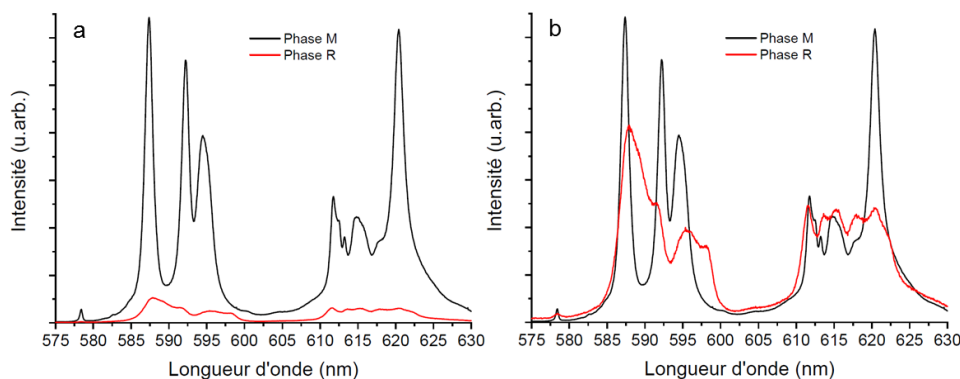 a
Phase M
Phase R
Intensité (u.arb.)
575 580 585 590 595 600 605 610 615 620 625 630
Longueur d'onde (nm)
b
Phase M
Phase R
Intensité (u.arb.)
575 580 585 590 595 600 605 610 615 620 625 630
Longueur d'onde (nm)